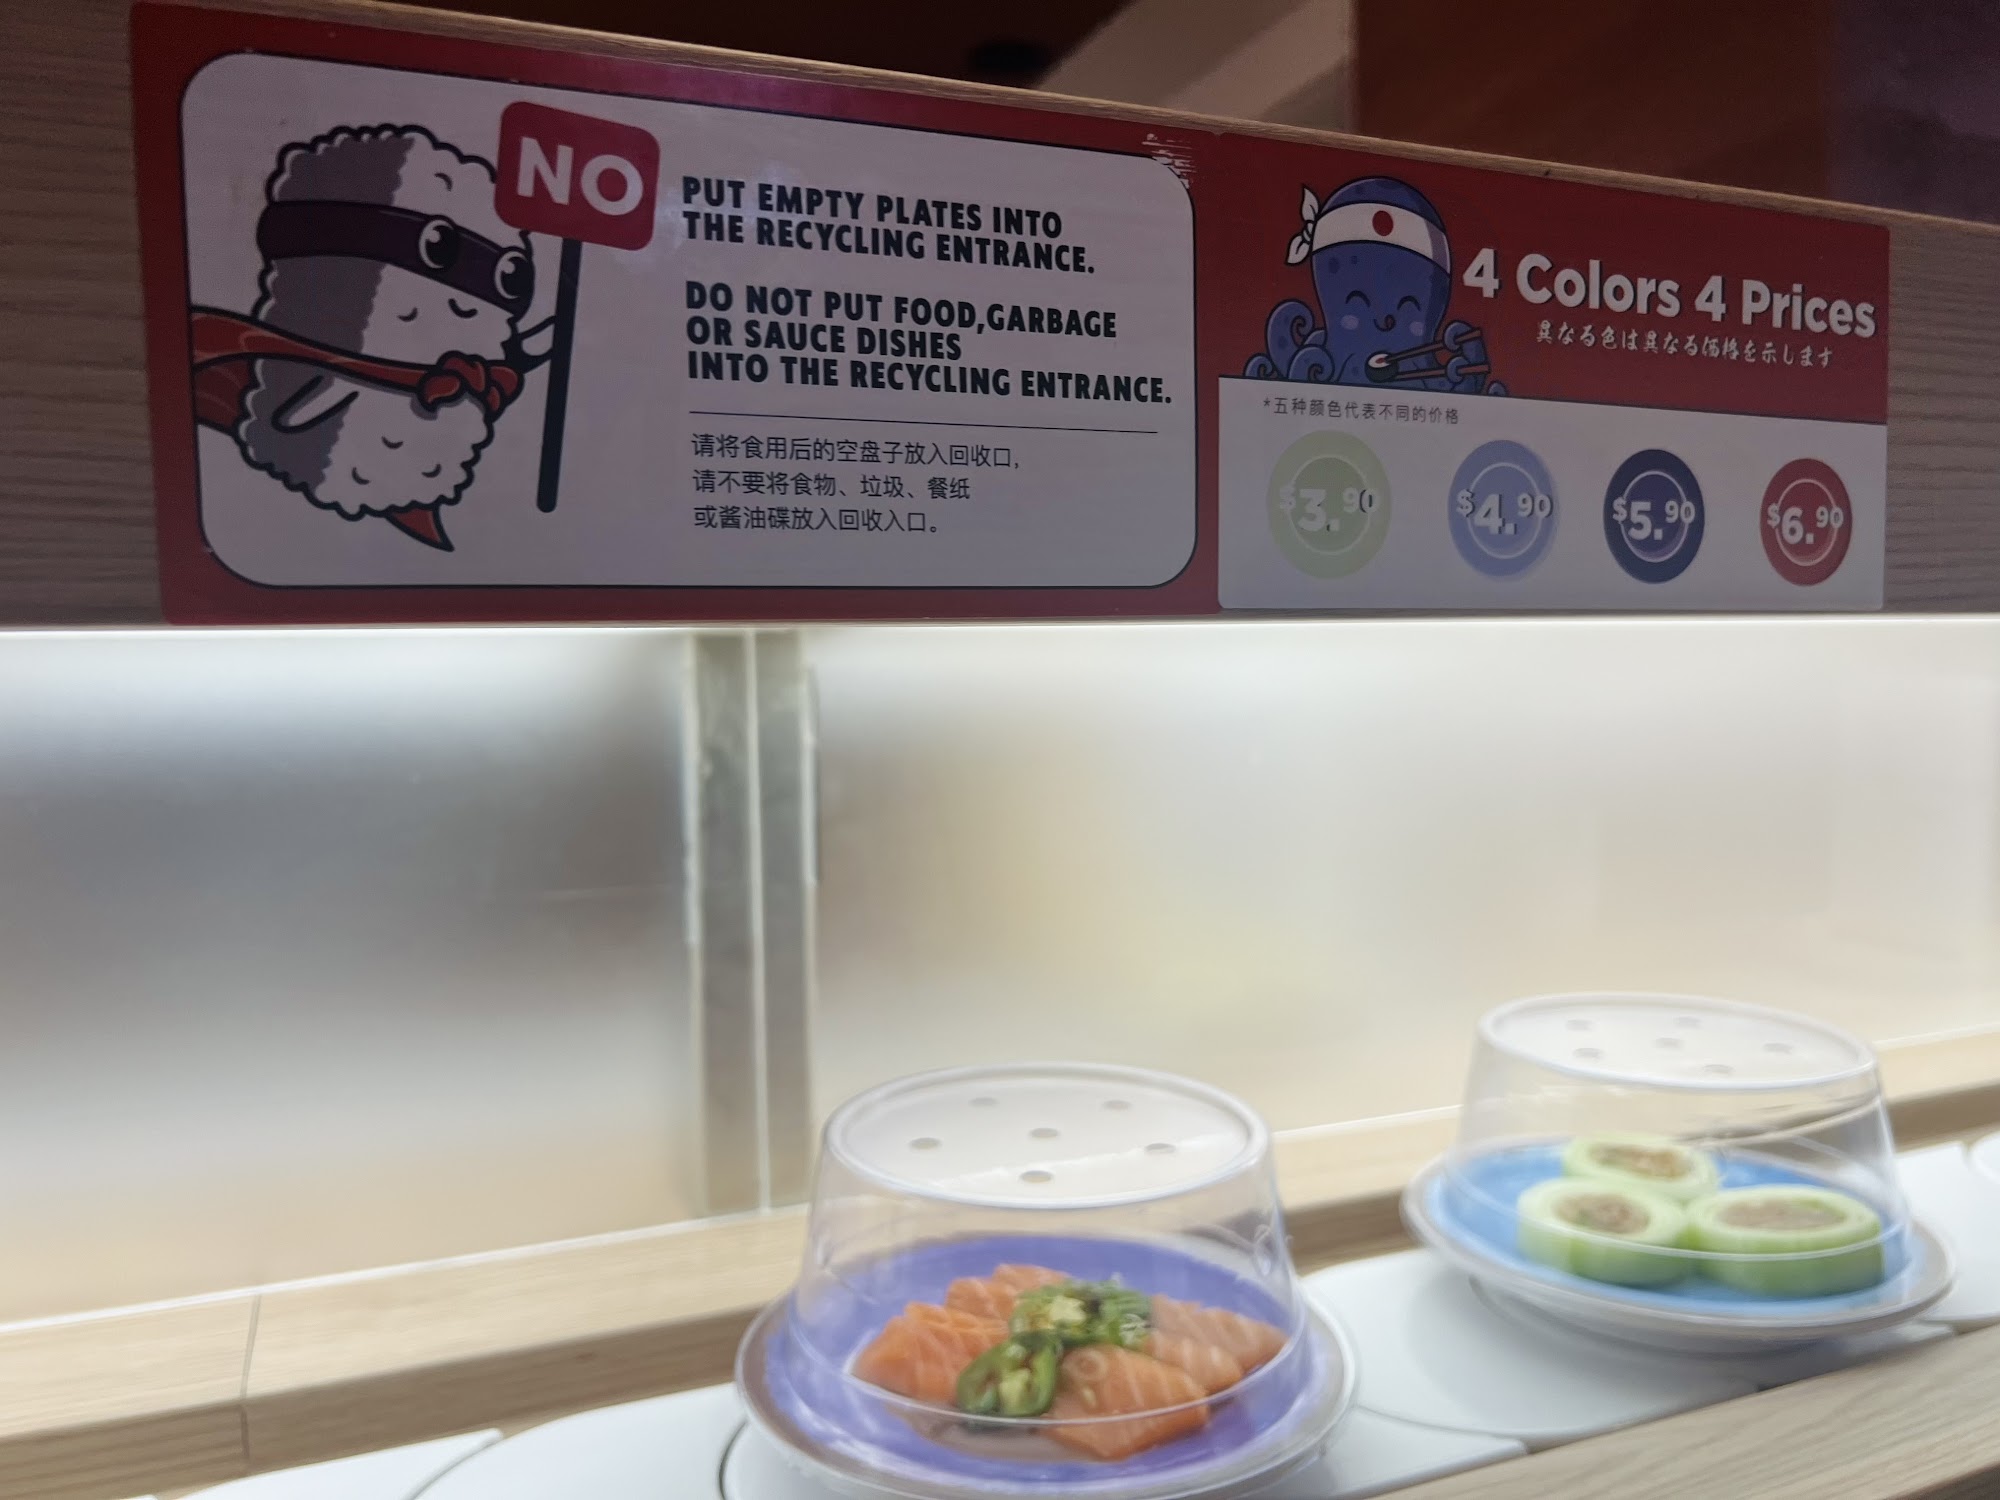 NO
PUT EMPTY PLATES INTO
THE RECYCLING ENTRANCE.
DO NOT PUT FOOD,GARBAGE
OR SAUCE DISHES
INTO THE RECYCLING ENTRANCE.
请将食用后的空盘子放入回收口,
请不要将食物、垃圾、餐纸
或酱油碟放入回收入口。
4 Colors 4 Prices
異なる色は異なる価格を示します
*五种颜色代表不同的价格
$3.90
$4.90
$5.90
$6.90